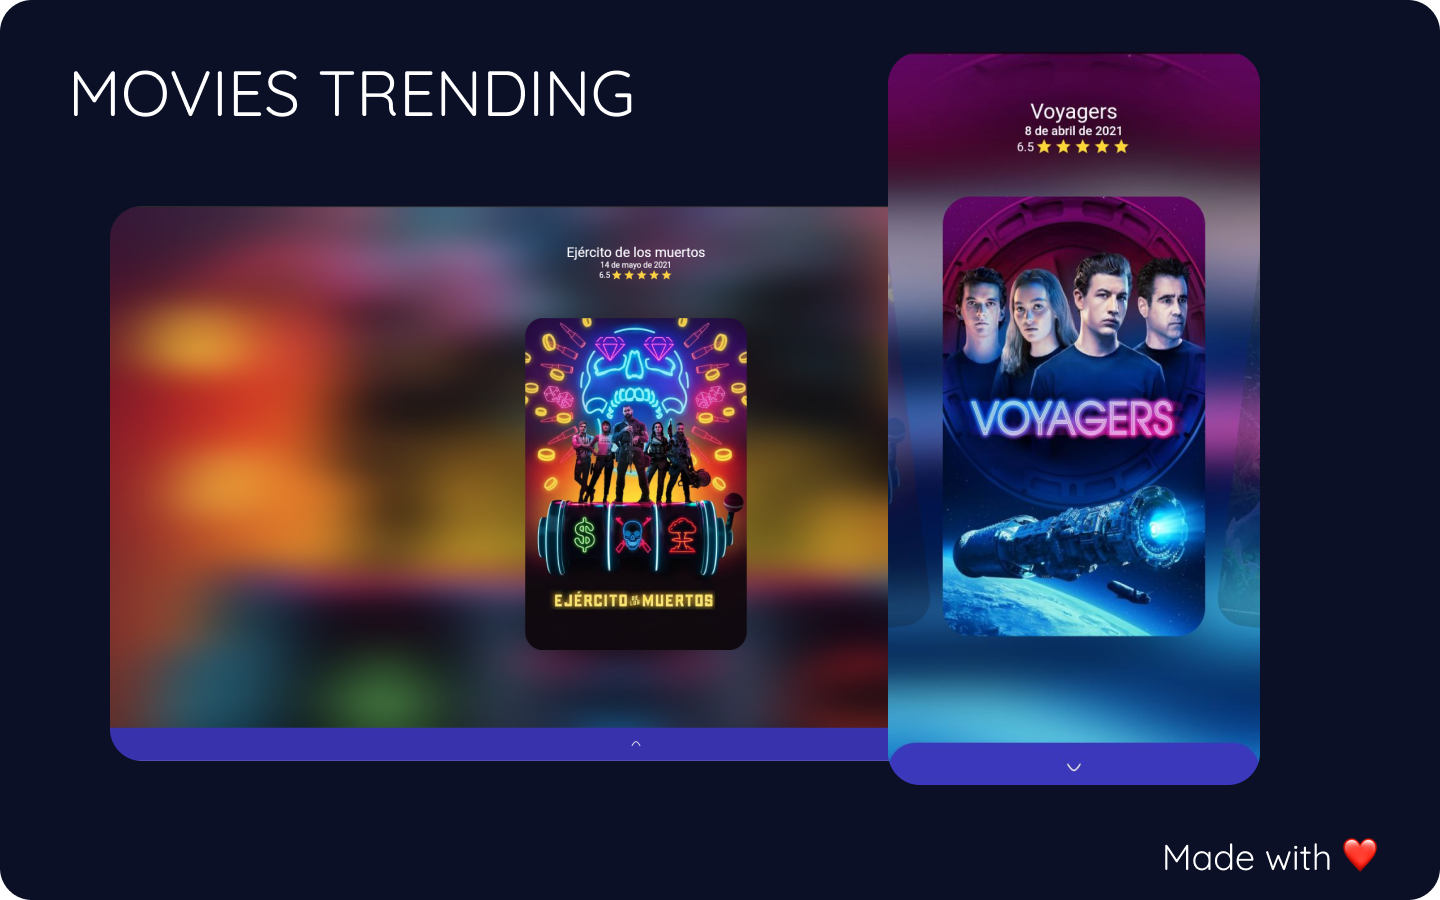 MOVIES TRENDING
Ejército de los muertos
14 de mayo de 2021
6.5
EJÉRCITO DE LOS MUERTOS
Voyagers
8 de abril de 2021
6.5
VOYAGERS
Made with ❤️